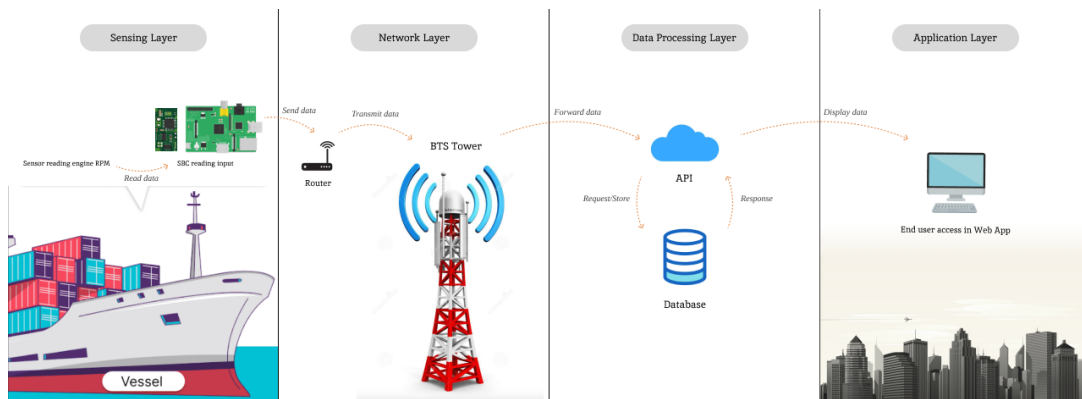 Sensing Layer
Network Layer
Data Processing Layer
Application Layer
Send data
Transmit data
Forward data
Display data
BTS Tower
Sensor reading engine RPM
SBC reading input
Read data
Router
API
Request/Store
Response
End user access in Web App
Database
Vessel